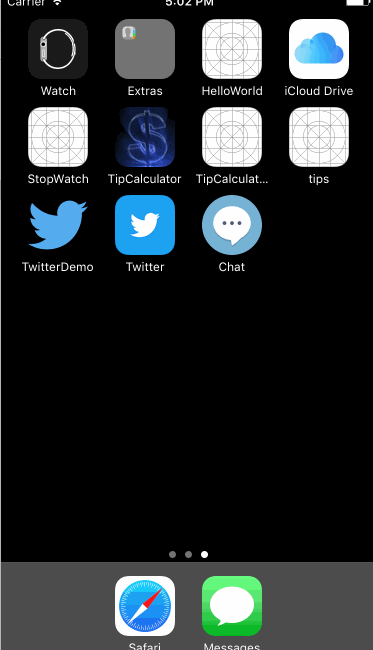 Carrier 5:02 PM
Watch Extras HelloWorld iCloud Drive
StopWatch TipCalculator TipCalculat... tips
TwitterDemo Twitter Chat
Safari Messages